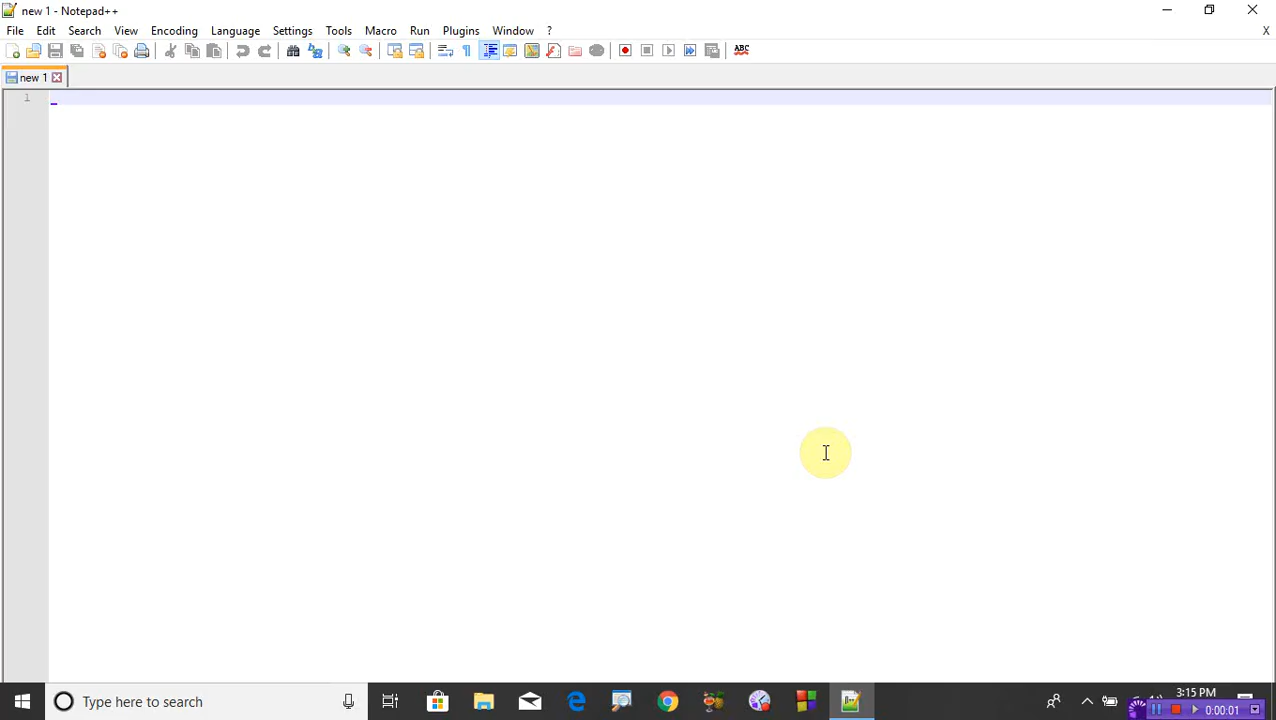 new 1 - Notepad++
File Edit Search View Encoding Language Settings Tools Macro Run Plugins Window ? X
ABC
new 1
1
Type here to search
3:15 PM
0:00:01